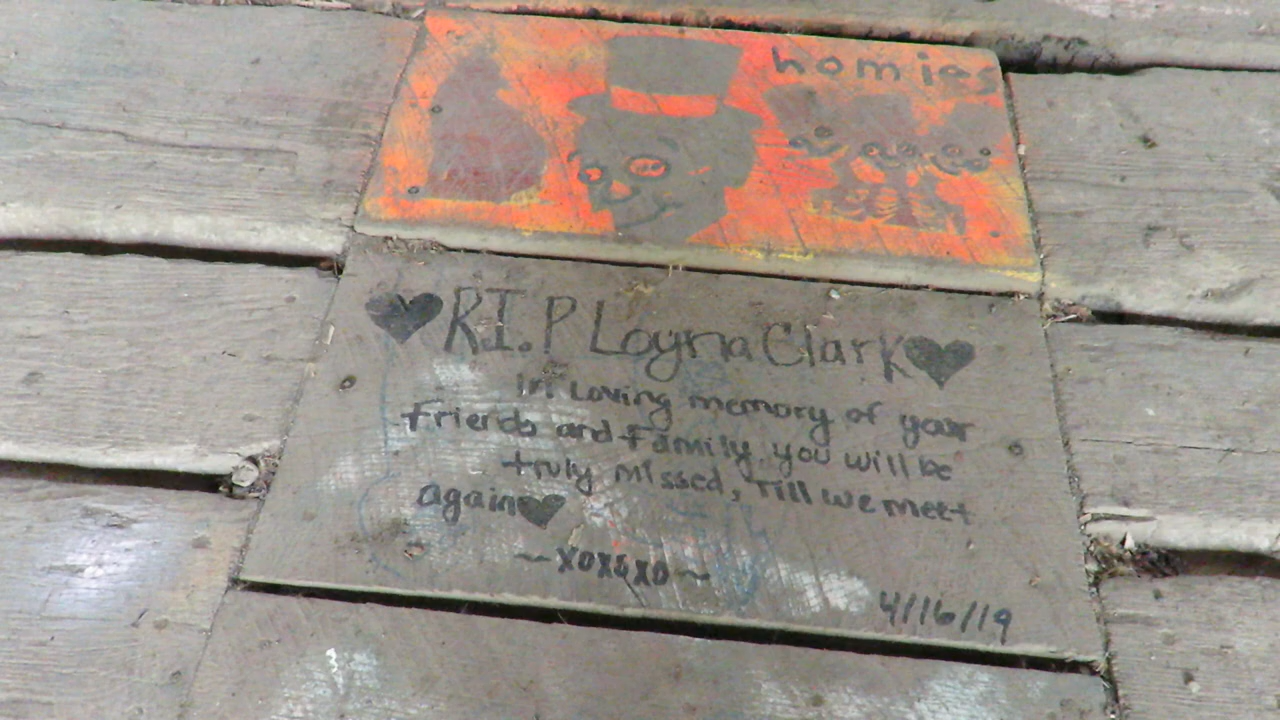 homies
R.I.P Loyna Clark
In Loving memory of your
Friends and Family. you will be
truly missed, Till we meet
again
~xoxoxo~
4/16/19